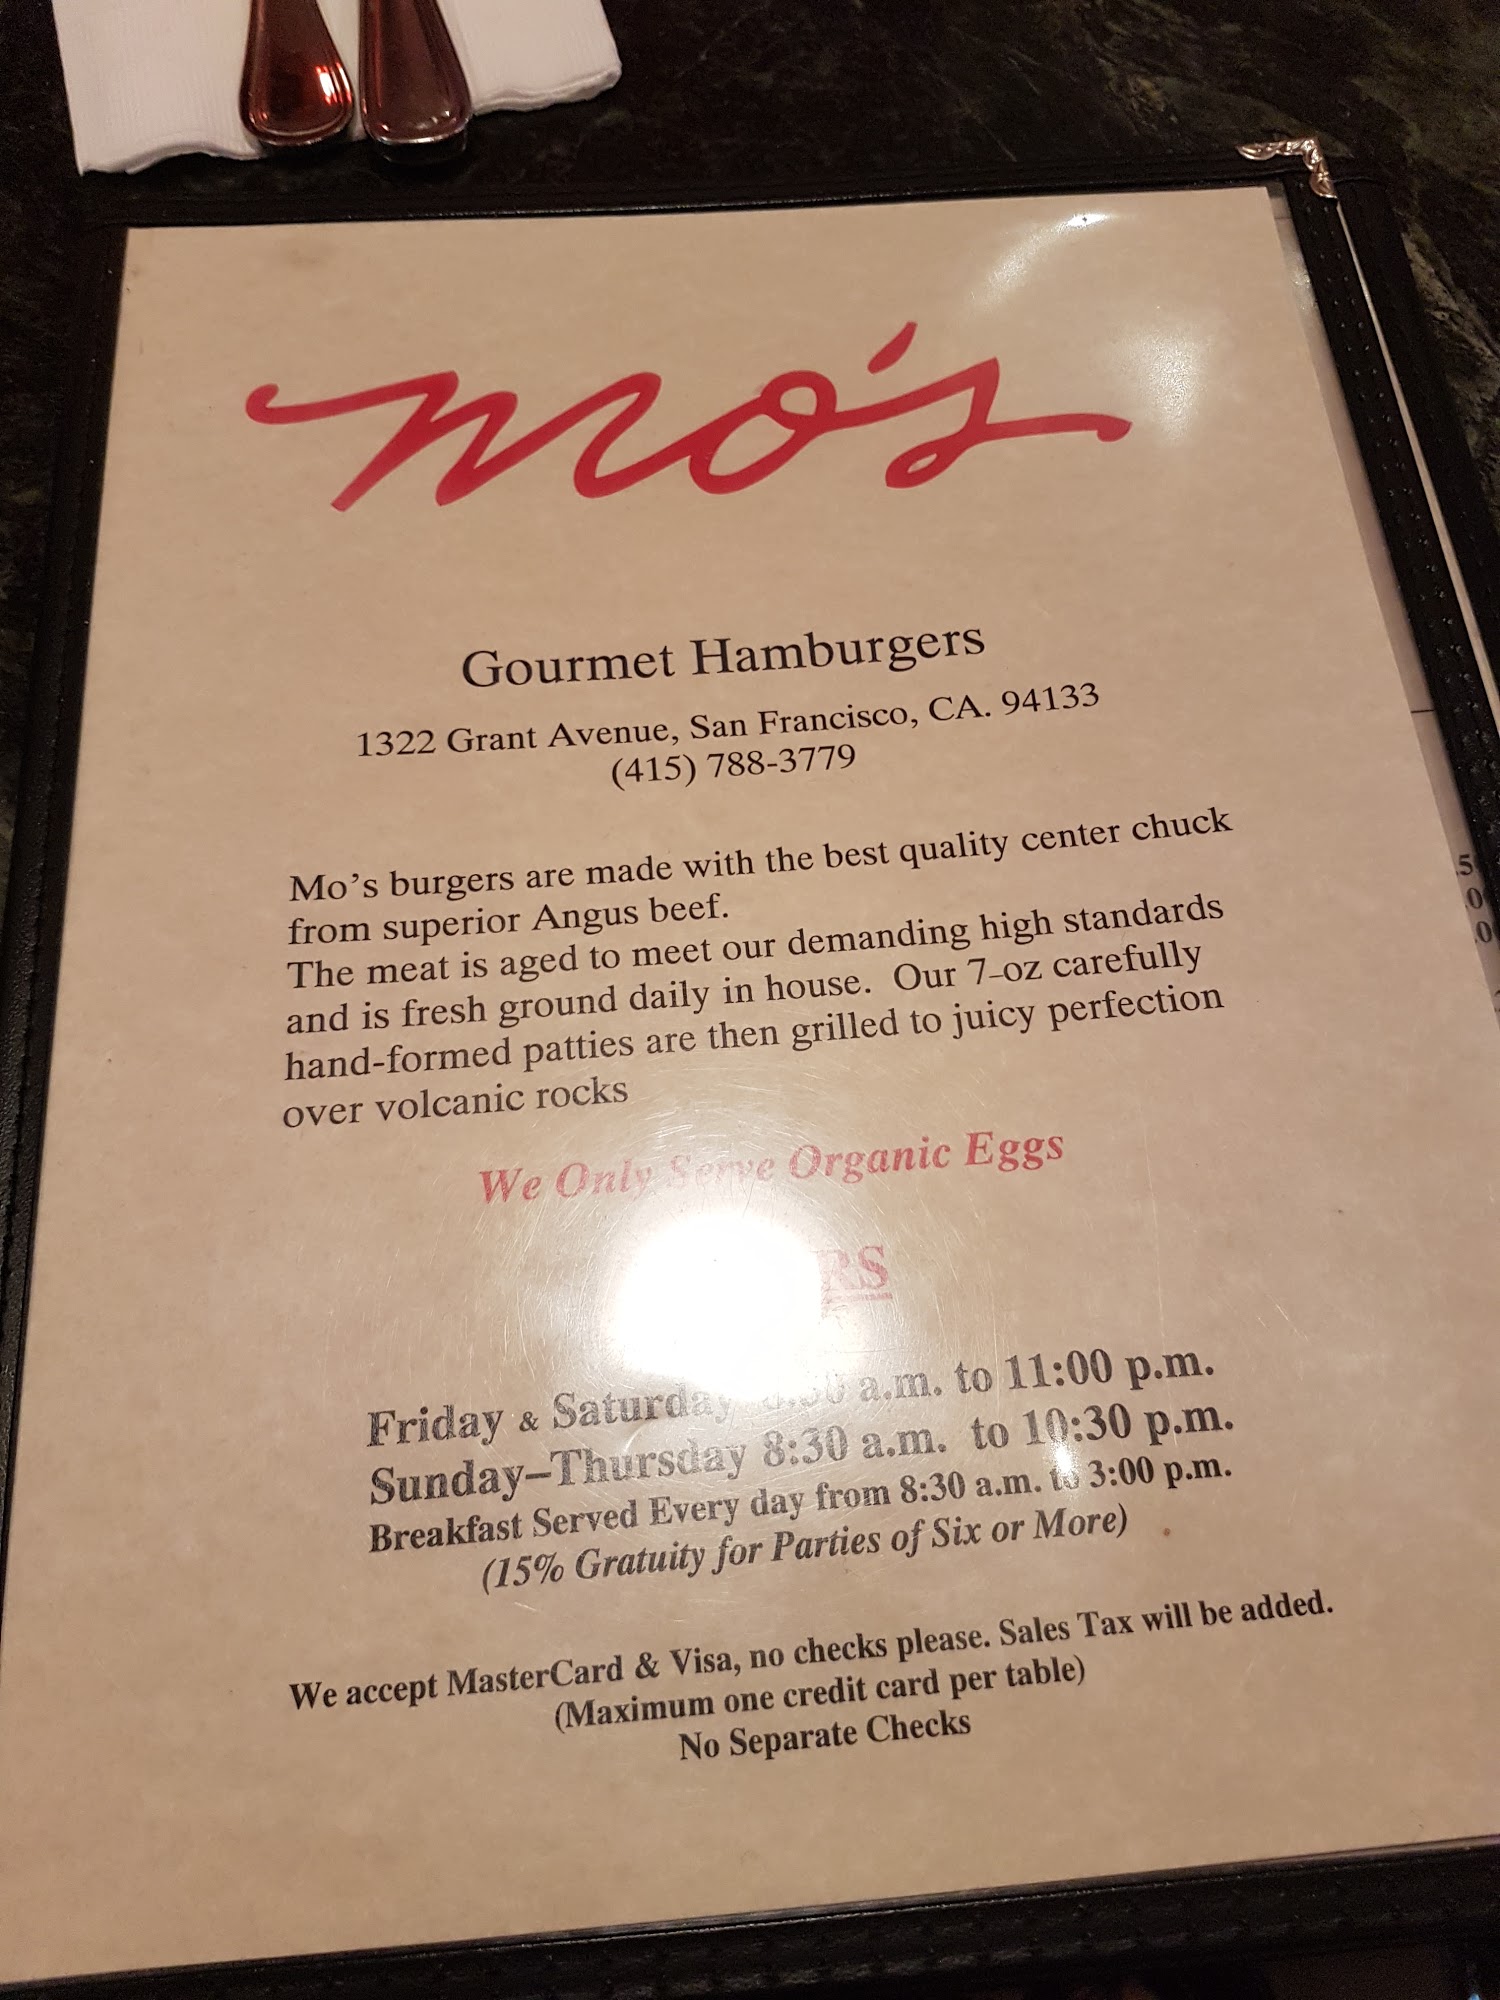 mo's
Gourmet Hamburgers
1322 Grant Avenue, San Francisco, CA. 94133
(415) 788-3779
Mo's burgers are made with the best quality center chuck
from superior Angus beef.
The meat is aged to meet our demanding high standards
and is fresh ground daily in house. Our 7-oz carefully
hand-formed patties are then grilled to juicy perfection
over volcanic rocks
We Only Serve Organic Eggs
Friday & Saturday a.m. to 11:00 p.m.
Sunday–Thursday 8:30 a.m. to 10:30 p.m.
Breakfast Served Every day from 8:30 a.m. to 3:00 p.m.
(15% Gratuity for Parties of Six or More)
We accept MasterCard & Visa, no checks please. Sales Tax will be added.
(Maximum one credit card per table)
No Separate Checks